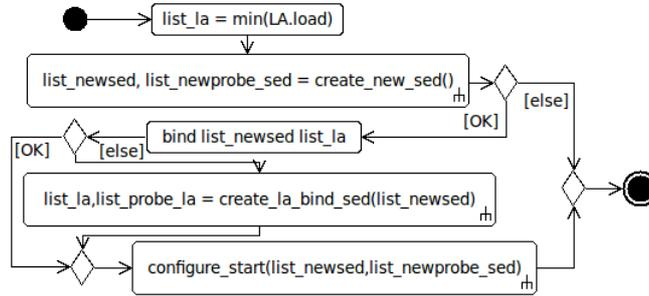 list_la = min(LA.load)
list_newsed, list_newprobe_sed = create_new_sed()
[else]
[OK]
bind list_newsed list_la
[OK]
[else]
list_la,list_probe_la = create_la_bind_sed(list_newsed)
configure_start(list_newsed,list_newprobe_sed)